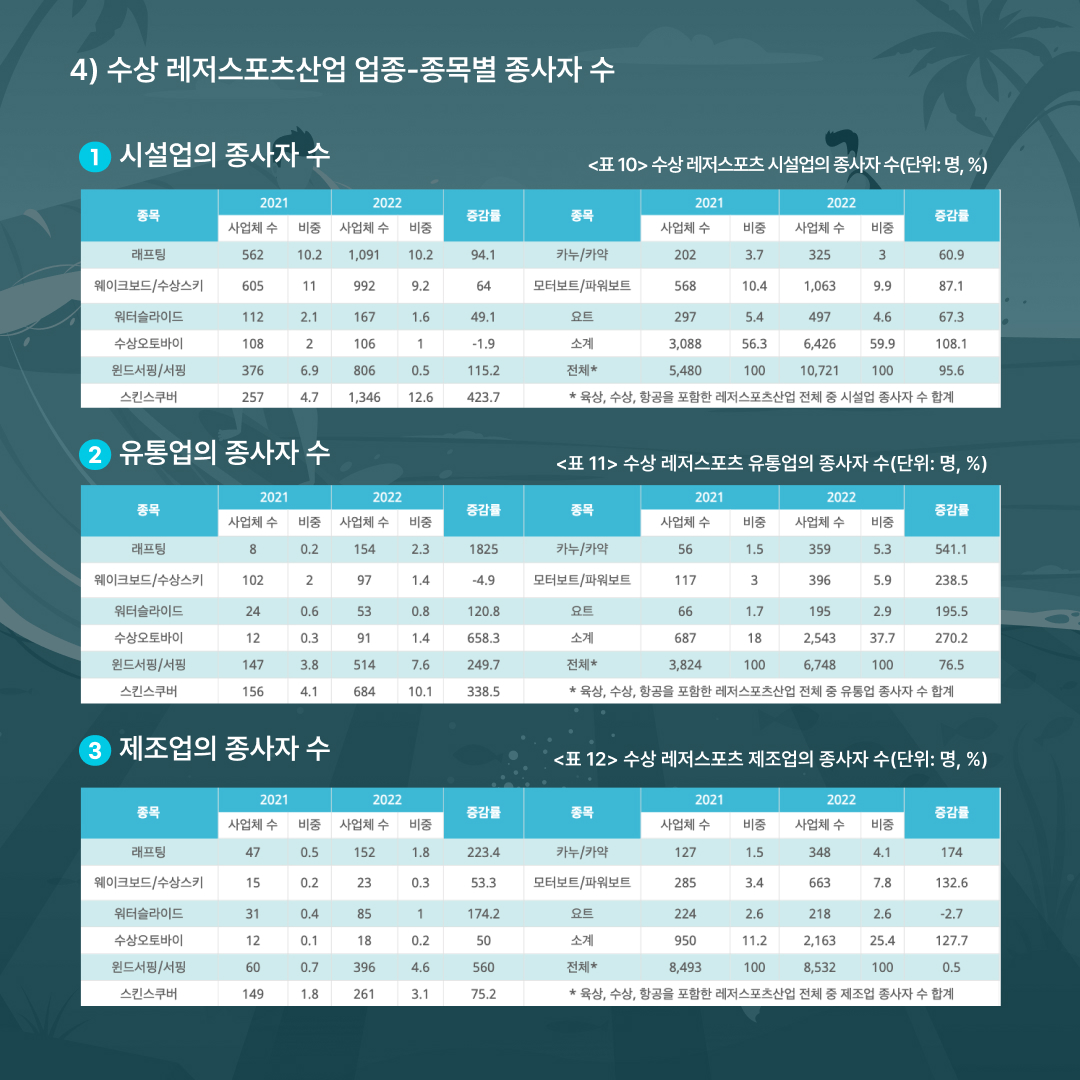 4) 수상 레저스포츠산업 업종-종목별 종사자 수
1 시설업의 종사자 수
<표 10> 수상 레저스포츠 시설업의 종사자 수(단위: 명, %)
종목 2021 2022 증감률 종목 2021 2022 증감률
사업체 수 비중 사업체 수 비중 사업체 수 비중 사업체 수 비중
래프팅 562 10.2 1,091 10.2 94.1 카누/카약 202 3.7 325 3 60.9
웨이크보드/수상스키 605 11 992 9.2 64 모터보트/파워보트 568 10.4 1,063 9.9 87.1
워터슬라이드 112 2.1 167 1.6 49.1 요트 297 5.4 497 4.6 67.3
수상오토바이 108 2 106 1 -1.9 소계 3,088 56.3 6,426 59.9 108.1
윈드서핑/서핑 376 6.9 806 0.5 115.2 전체* 5,480 100 10,721 100 95.6
스킨스쿠버 257 4.7 1,346 12.6 423.7 * 육상, 수상, 항공을 포함한 레저스포츠산업 전체 중 시설업 종사자 수 합계
2 유통업의 종사자 수
<표 11> 수상 레저스포츠 유통업의 종사자 수(단위: 명, %)
종목 2021 2022 증감률 종목 2021 2022 증감률
사업체 수 비중 사업체 수 비중 사업체 수 비중 사업체 수 비중
래프팅 8 0.2 154 2.3 1825 카누/카약 56 1.5 359 5.3 541.1
웨이크보드/수상스키 102 2 97 1.4 -4.9 모터보트/파워보트 117 3 396 5.9 238.5
워터슬라이드 24 0.6 53 0.8 120.8 요트 66 1.7 195 2.9 195.5
수상오토바이 12 0.3 91 1.4 658.3 소계 687 18 2,543 37.7 270.2
윈드서핑/서핑 147 3.8 514 7.6 249.7 전체* 3,824 100 6,748 100 76.5
스킨스쿠버 156 4.1 684 10.1 338.5 * 육상, 수상, 항공을 포함한 레저스포츠산업 전체 중 유통업 종사자 수 합계
3 제조업의 종사자 수
<표 12> 수상 레저스포츠 제조업의 종사자 수(단위: 명, %)
종목 2021 2022 증감률 종목 2021 2022 증감률
사업체 수 비중 사업체 수 비중 사업체 수 비중 사업체 수 비중
래프팅 47 0.5 152 1.8 223.4 카누/카약 127 1.5 348 4.1 174
웨이크보드/수상스키 15 0.2 23 0.3 53.3 모터보트/파워보트 285 3.4 663 7.8 132.6
워터슬라이드 31 0.4 85 1 174.2 요트 224 2.6 218 2.6 -2.7
수상오토바이 12 0.1 18 0.2 50 소계 950 11.2 2,163 25.4 127.7
윈드서핑/서핑 60 0.7 396 4.6 560 전체* 8,493 100 8,532 100 0.5
스킨스쿠버 149 1.8 261 3.1 75.2 * 육상, 수상, 항공을 포함한 레저스포츠산업 전체 중 제조업 종사자 수 합계